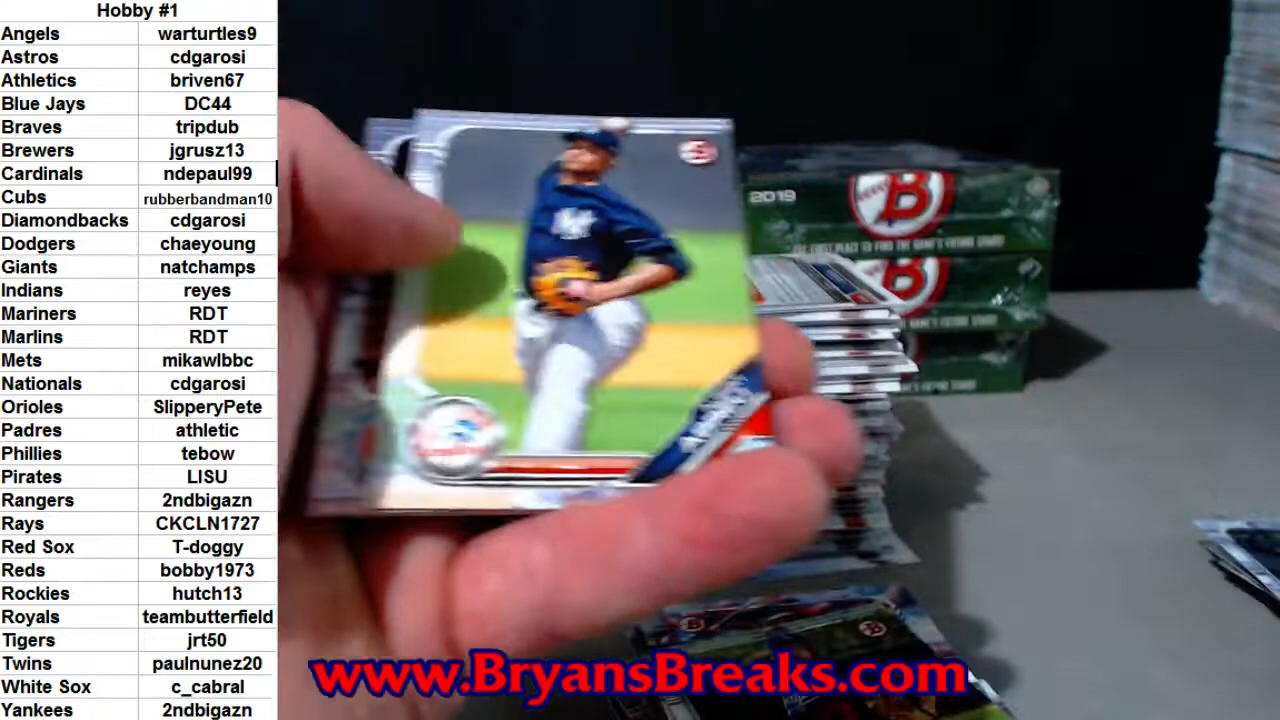 Hobby #1
Angels warturtles9
Astros cdgarosi
Athletics briven67
Blue Jays DC44
Braves tripdub
Brewers jgrusz13
Cardinals ndepaul99
Cubs rubberbandman10
Diamondbacks cdgarosi
Dodgers chaeyoung
Giants natchamps
Indians reyes
Mariners RDT
Marlins RDT
Mets mikawlbbc
Nationals cdgarosi
Orioles SlipperyPete
Padres athletic
Phillies tebow
Pirates LISU
Rangers 2ndbigazn
Rays CKCLN1727
Red Sox T-doggy
Reds bobby1973
Rockies hutch13
Royals teambutterfield
Tigers jrt50
Twins paulnunez20
White Sox c_cabral
Yankees 2ndbigazn
2019
B
www.BryansBreaks.com